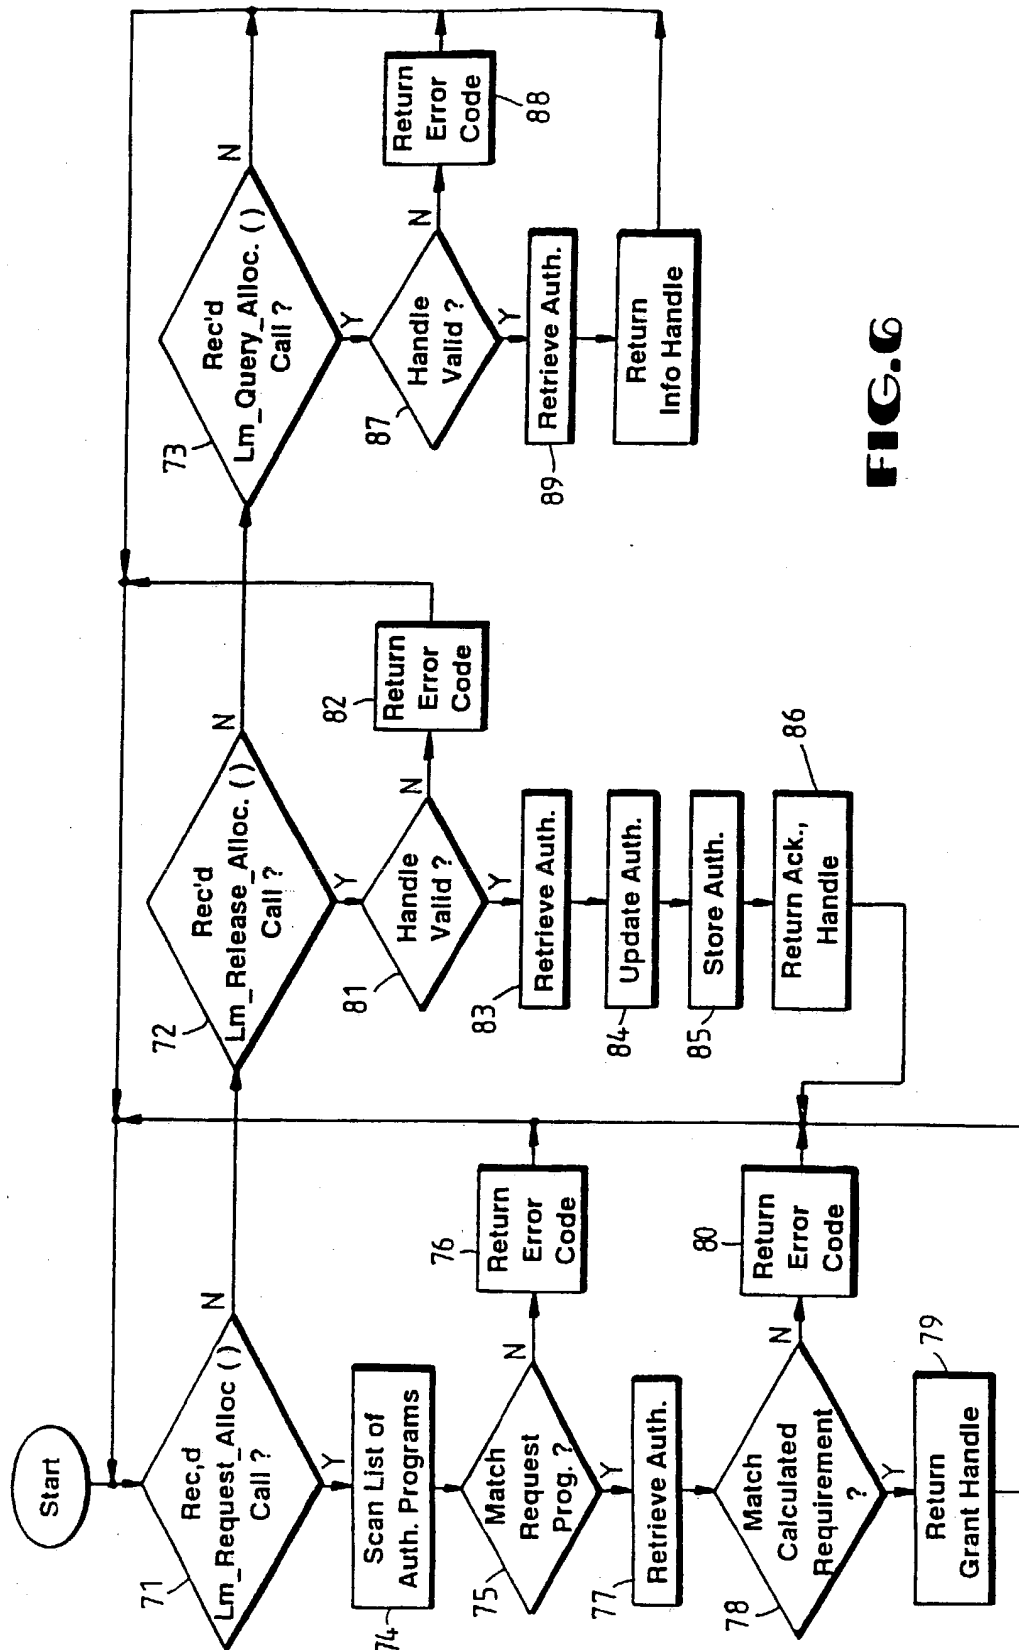 Start
71
Rec,d
Lm_Request_Alloc ( )
Call ?
N
Y
74
Scan List of
Auth. Programs
75
Match
Request
Prog. ?
N
Y
76
Return
Error
Code
77
Retrieve Auth.
78
Match
Calculated
Requirement
?
N
Y
80
Return
Error
Code
79
Return
Grant Handle
72
Rec'd
Lm_Release_Alloc. ( )
Call ?
N
Y
81
Handle
Valid ?
N
Y
82
Return
Error
Code
83
Retrieve Auth.
84
Update Auth.
85
Store Auth.
86
Return Ack.,
Handle
73
Rec'd
Lm_Query_Alloc. ( )
Call ?
N
Y
87
Handle
Valid ?
N
Y
Return
Error
Code
88
89
Retrieve Auth.
Return
Info Handle
FIG.6